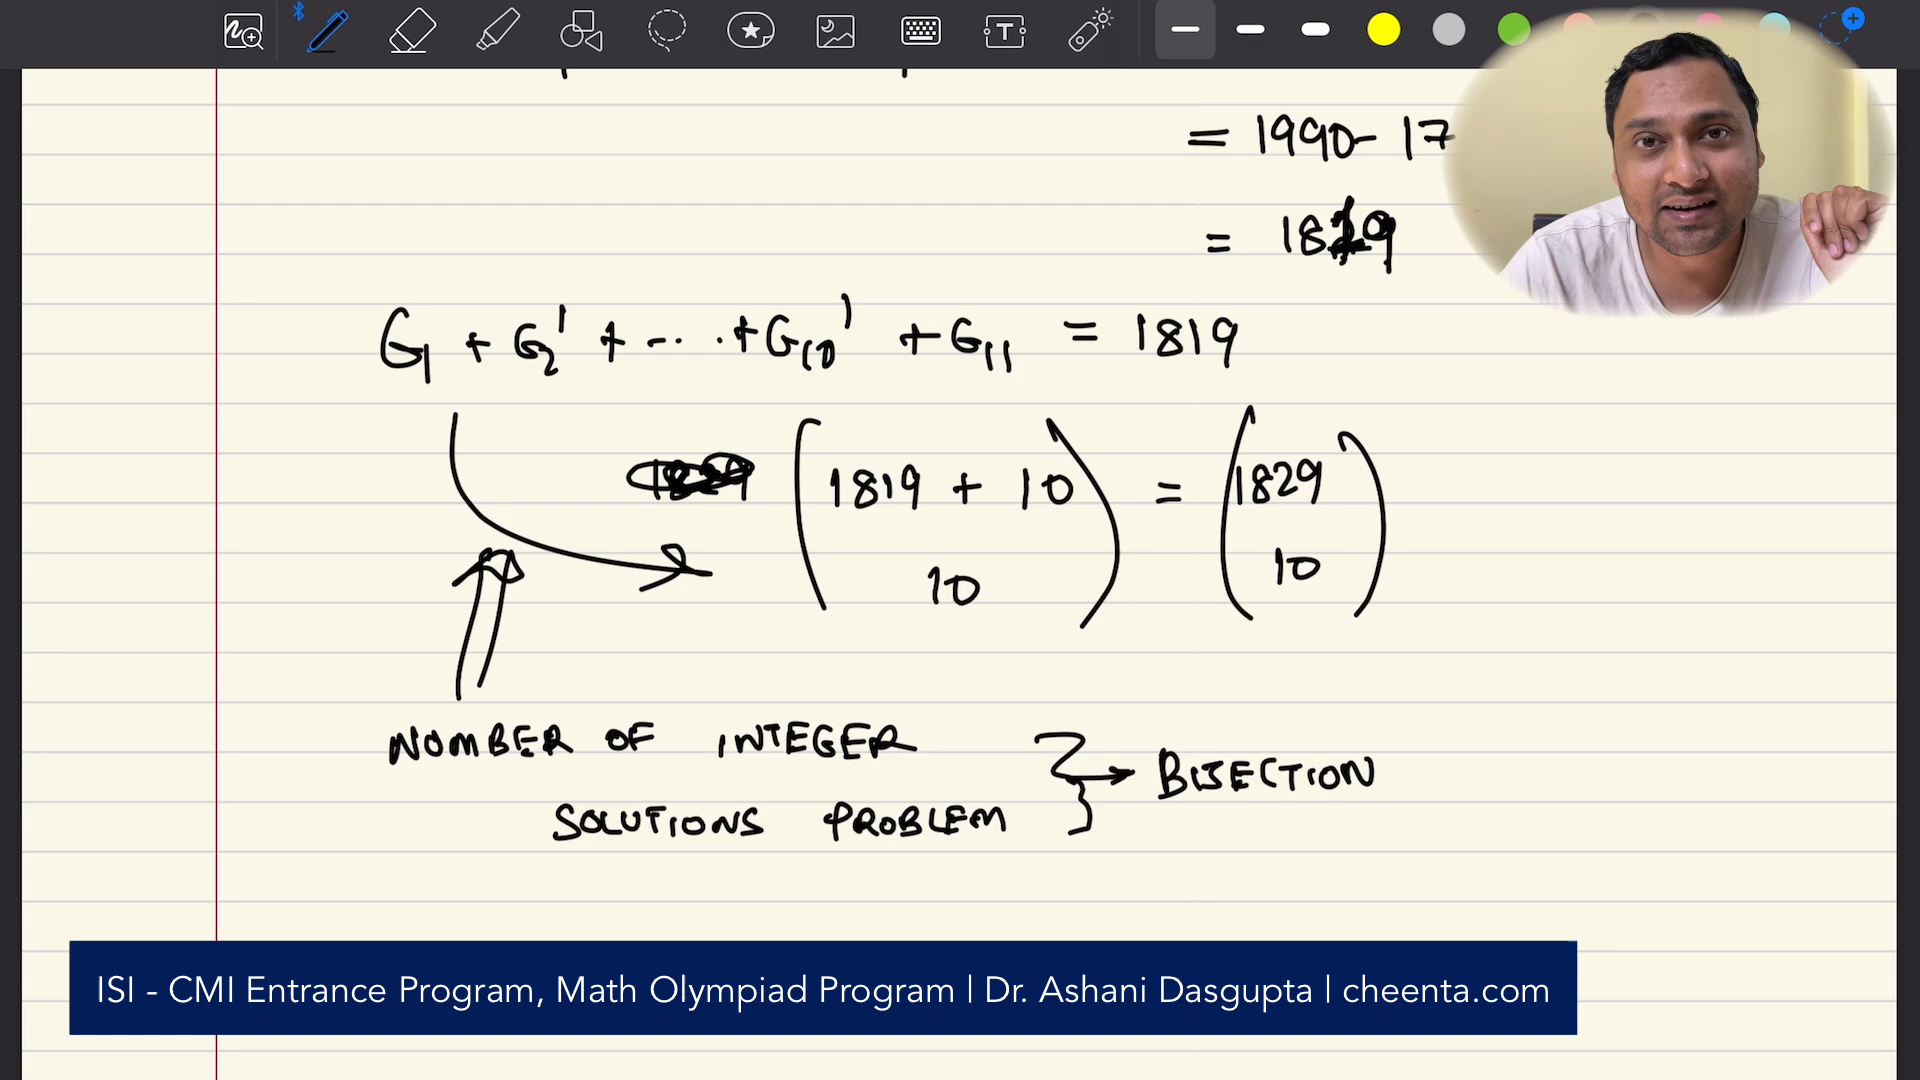 = 1990 - 17
= 1819
G₁ + G₂' + ... + G₁₀' + G₁₁ = 1819
(1819 + 10
10) = (1829
10)
NUMBER OF INTEGER
SOLUTIONS PROBLEM } → BIJECTION
ISI - CMI Entrance Program, Math Olympiad Program | Dr. Ashani Dasgupta | cheenta.com